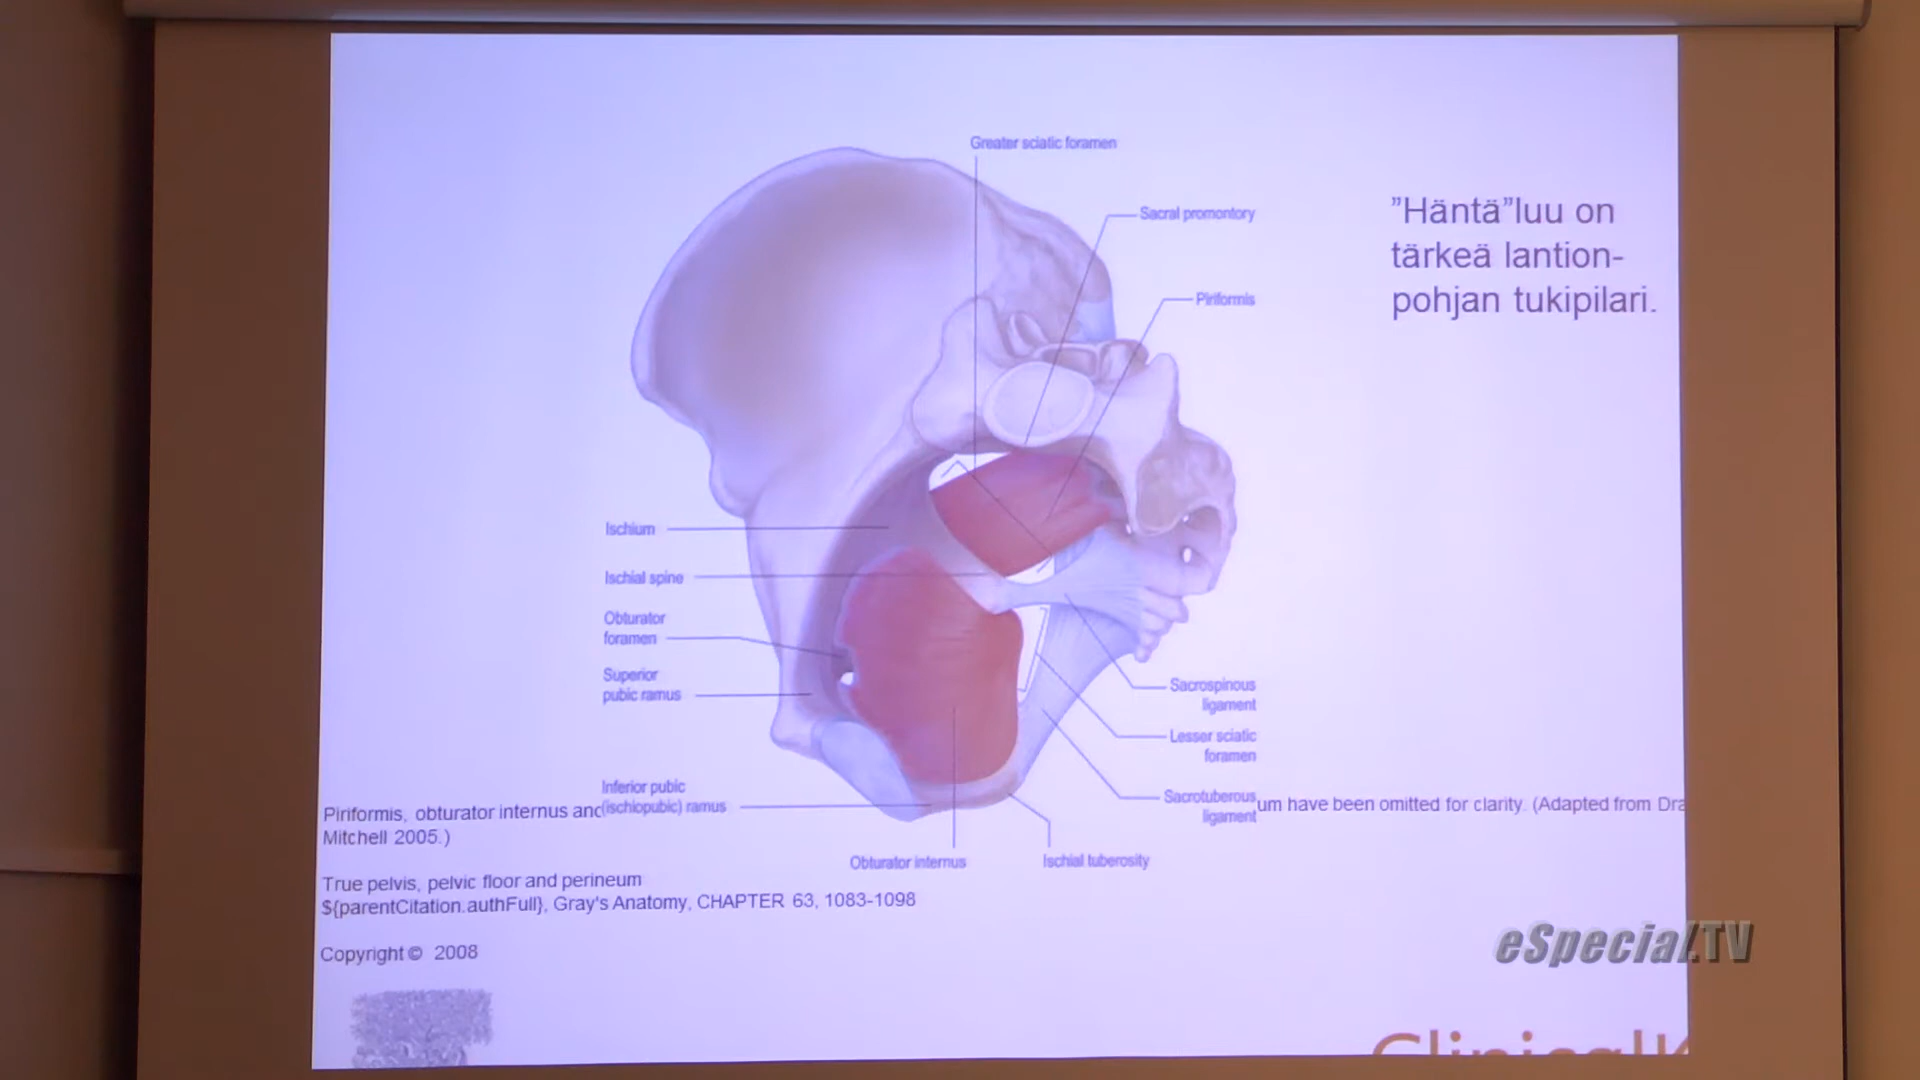 Greater sciatic foramen
Sacral promontory
Piriformis
"Häntä"luu on
tärkeä lantion-
pohjan tukipilari.
Ischium
Ischial spine
Obturator
foramen
Superior
pubic ramus
Inferior pubic
(ischiopubic) ramus
Sacrospinous
ligament
Lesser sciatic
foramen
Sacrotuberous
ligament
Obturator internus
Ischial tuberosity
Piriformis, obturator internus and
um have been omitted for clarity. (Adapted from Dra
Mitchell 2005.)
True pelvis, pelvic floor and perineum
${parentCitation.authFull}, Gray's Anatomy, CHAPTER 63, 1083-1098
Copyright © 2008
eSpecial.TV